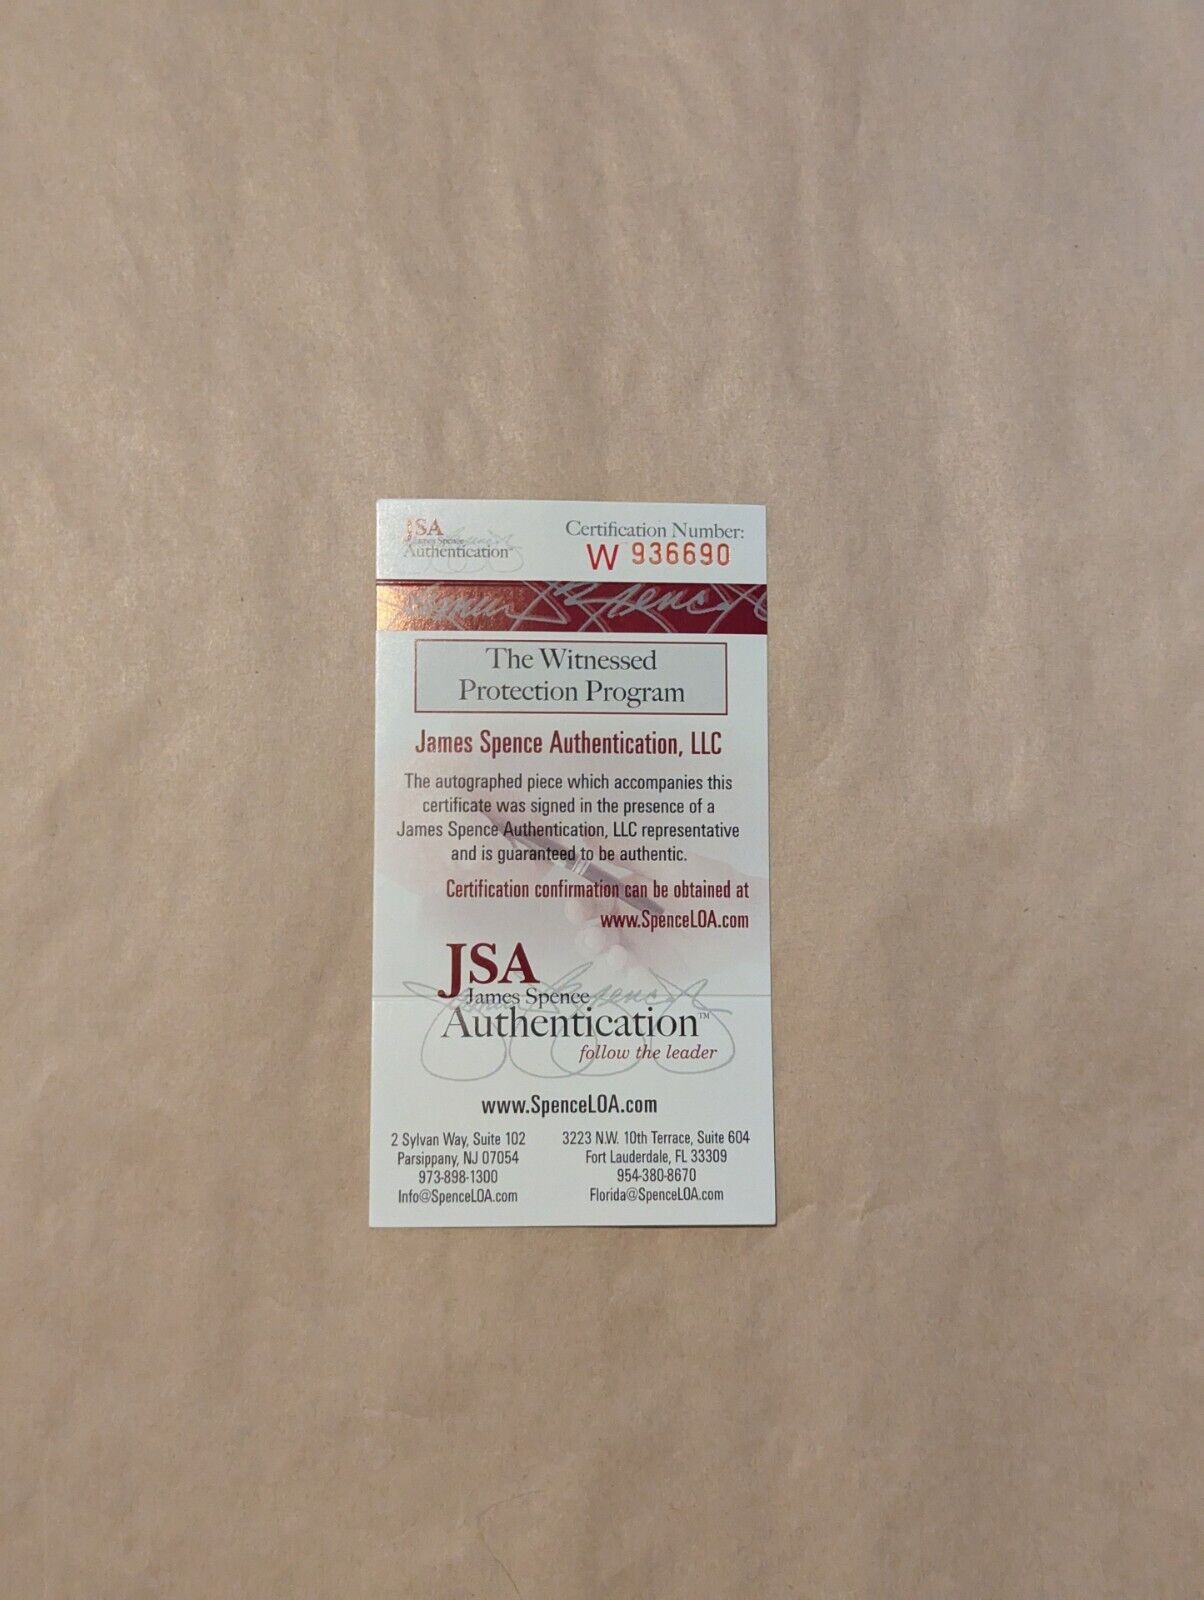 JSA
James Spence
Authentication™
Certification Number:
W 936690
James Spence
The Witnessed
Protection Program
James Spence Authentication, LLC
The autographed piece which accompanies this
certificate was signed in the presence of a
James Spence Authentication, LLC representative
and is guaranteed to be authentic.
Certification confirmation can be obtained at
www.SpenceLOA.com
JSA
James Spence
Authentication™
follow the leader
www.SpenceLOA.com
2 Sylvan Way, Suite 102
Parsippany, NJ 07054
973-898-1300
Info@SpenceLOA.com
3223 N.W. 10th Terrace, Suite 604
Fort Lauderdale, FL 33309
954-380-8670
Florida@SpenceLOA.com